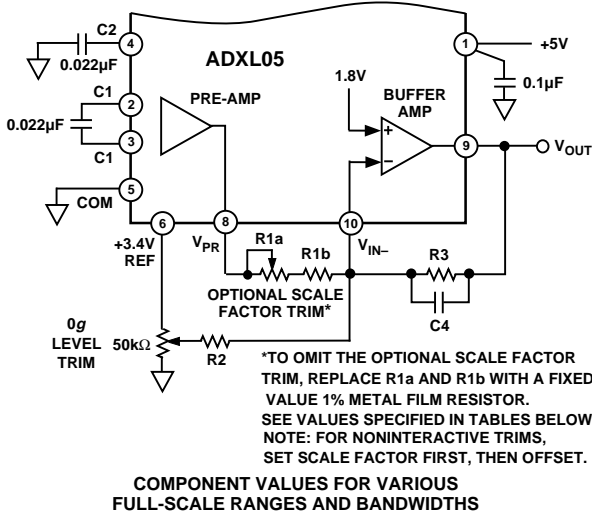 C2
4
0.022µF
ADXL05
1
+5V
0.1µF
C1
2
0.022µF
3
C1
PRE-AMP
1.8V
BUFFER
AMP
+
–
9
VOUT
5
COM
6
8
10
+3.4V
REF
VPR
R1a
R1b
VIN–
R3
C4
OPTIONAL SCALE
FACTOR TRIM*
0g
LEVEL
TRIM
50kΩ
R2
*TO OMIT THE OPTIONAL SCALE FACTOR
TRIM, REPLACE R1a AND R1b WITH A FIXED
VALUE 1% METAL FILM RESISTOR.
SEE VALUES SPECIFIED IN TABLES BELOW
NOTE: FOR NONINTERACTIVE TRIMS,
SET SCALE FACTOR FIRST, THEN OFFSET.
COMPONENT VALUES FOR VARIOUS
FULL-SCALE RANGES AND BANDWIDTHS